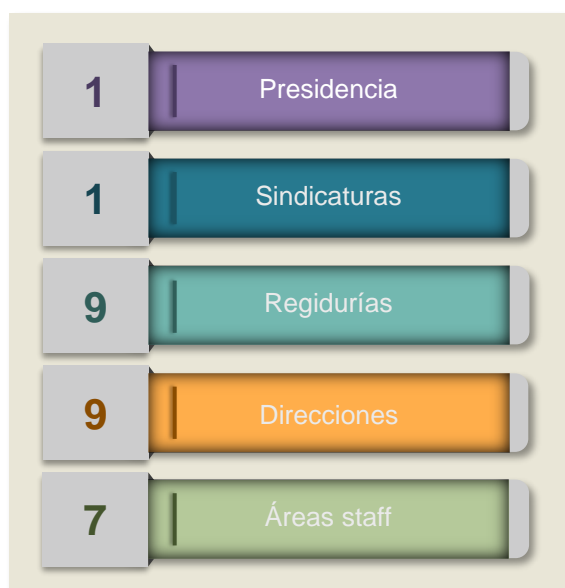 1 Presidencia
1 Sindicaturas
9 Regidurías
9 Direcciones
7 Áreas staff